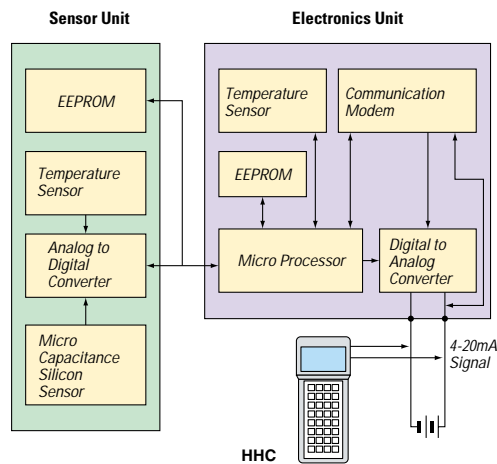 Sensor Unit
Electronics Unit
EEPROM
Temperature
Sensor
Analog to
Digital
Converter
Micro
Capacitance
Silicon
Sensor
Temperature
Sensor
Communication
Modem
EEPROM
Micro Processor
Digital to
Analog
Converter
4-20mA
Signal
HHC